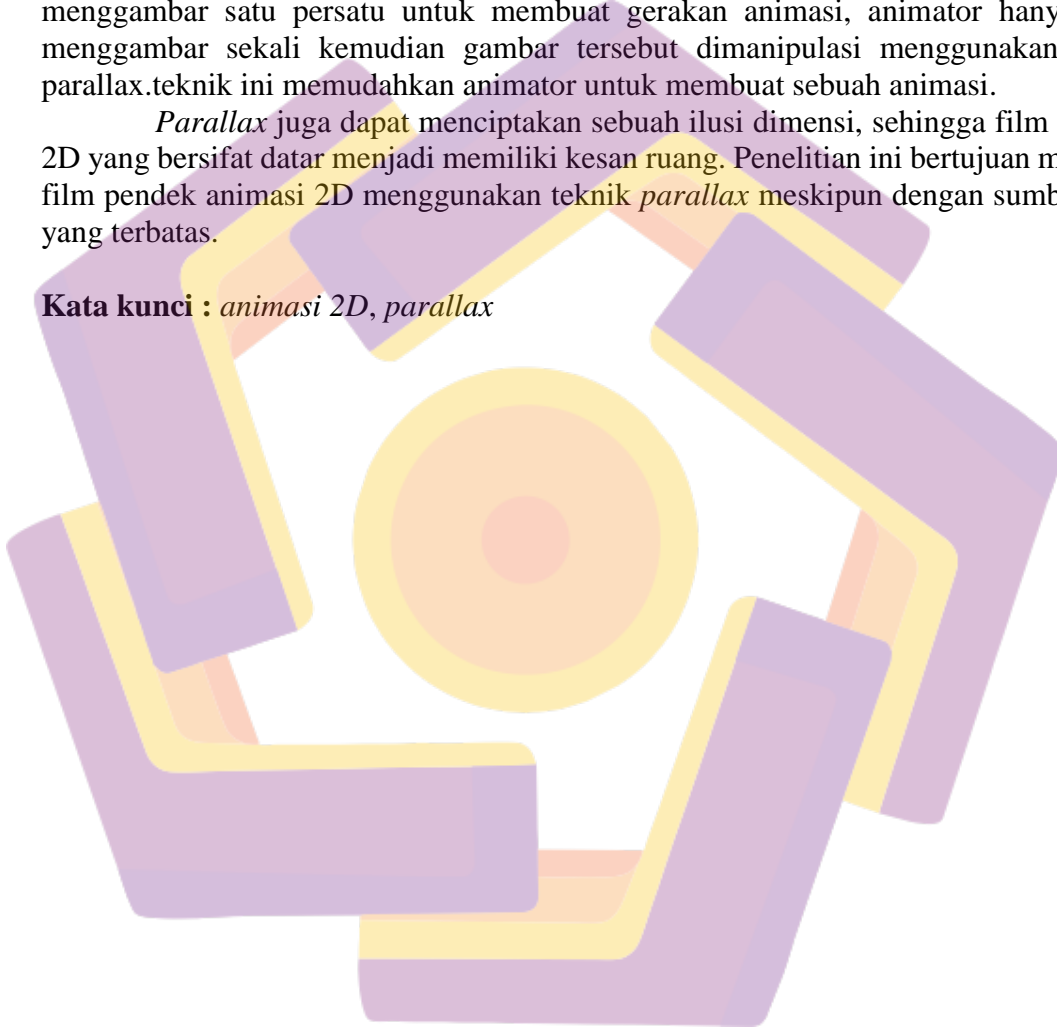 menggambar satu persatu untuk membuat gerakan animasi, animator
menggambar sekali kemudian gambar tersebut dimanipulasi menggunakan
parallax.teknik ini memudahkan animator untuk membuat sebuah animasi.
Parallax juga dapat menciptakan sebuah ilusi dimensi, sehingga film
2D yang bersifat datar menjadi memiliki kesan ruang. Penelitian ini bertujuan
film pendek animasi 2D menggunakan teknik parallax meskipun dengan
yang terbatas.
Kata kunci : animasi 2D, parallax